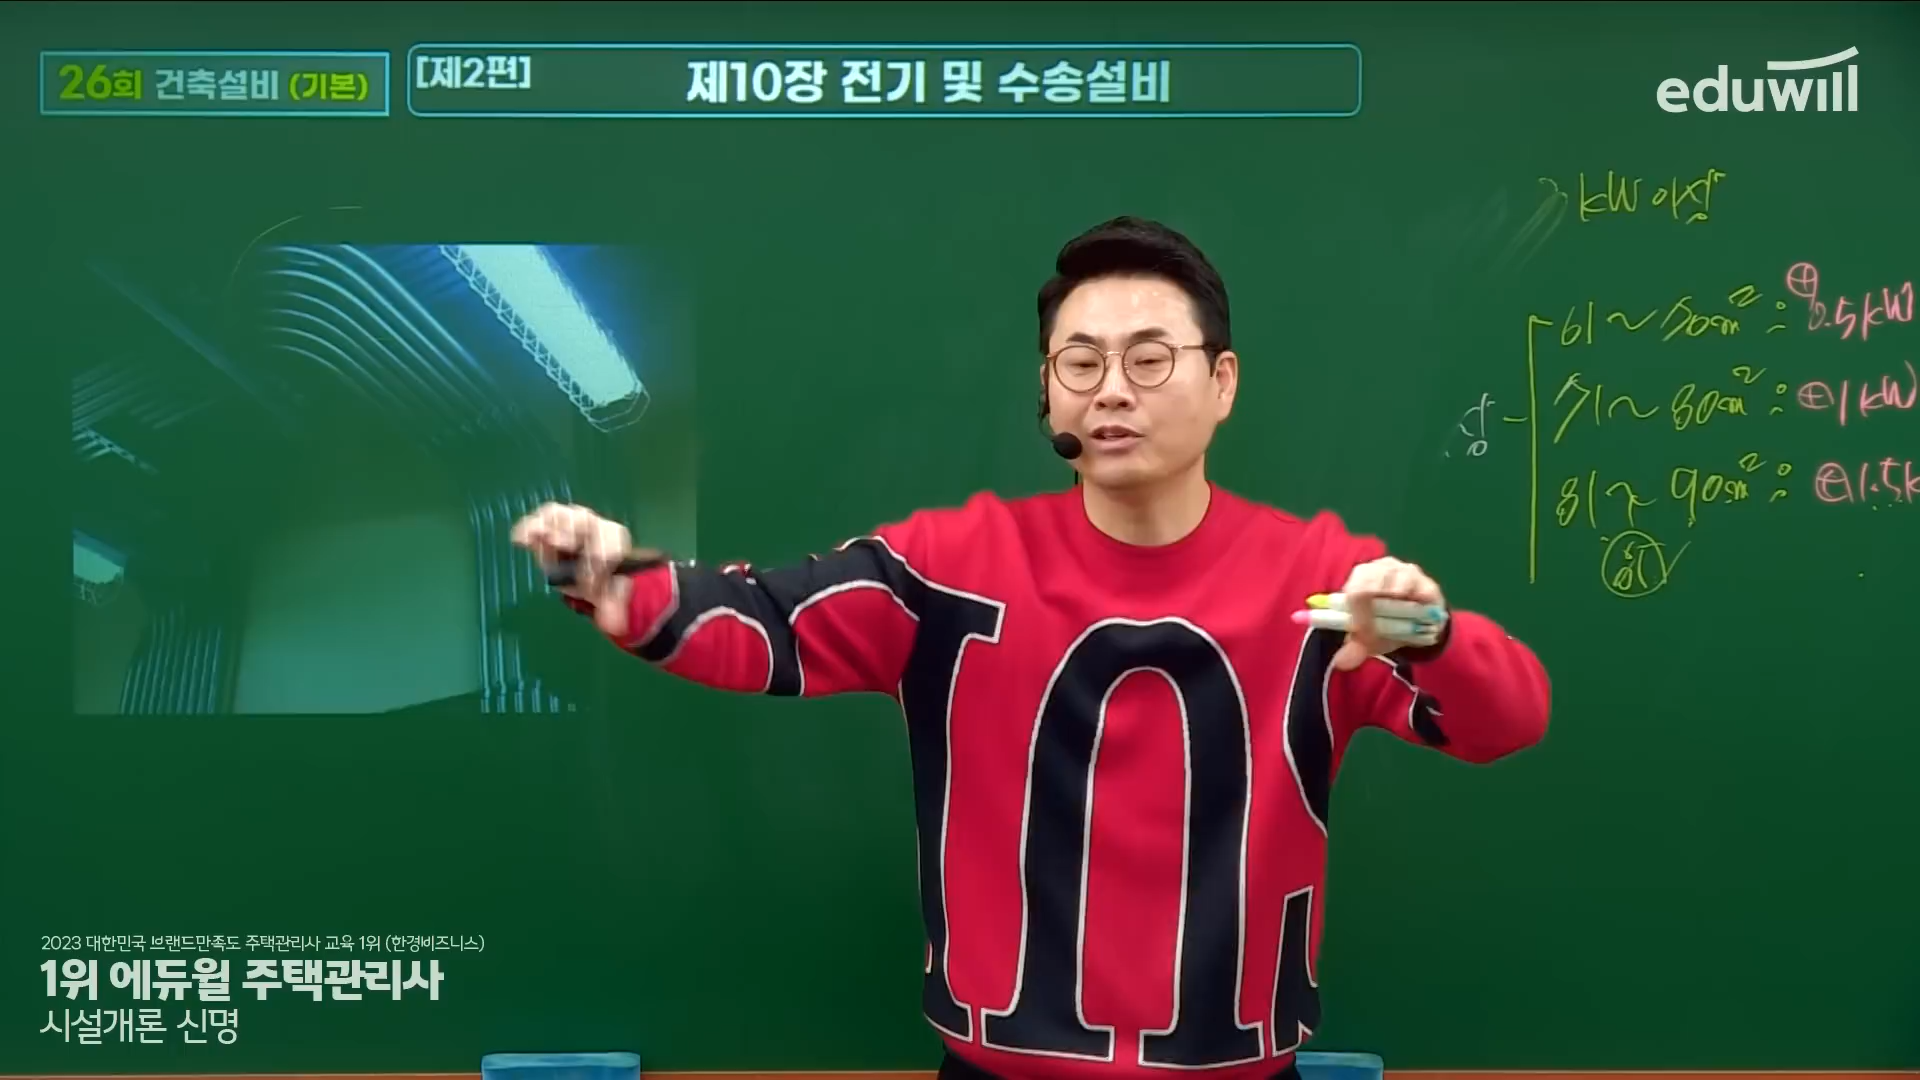 26회 건축설비 (기본)
[제2편]
제10장 전기 및 수송설비
eduwill
kW 이상
61~70m² : ⊕0.5kW
71~80m² : ⊕1kW
81~90m² : ⊕1.5k
2023 대한민국 브랜드만족도 주택관리사 교육 1위 (한경비즈니스)
1위 에듀윌 주택관리사
시설개론 신명